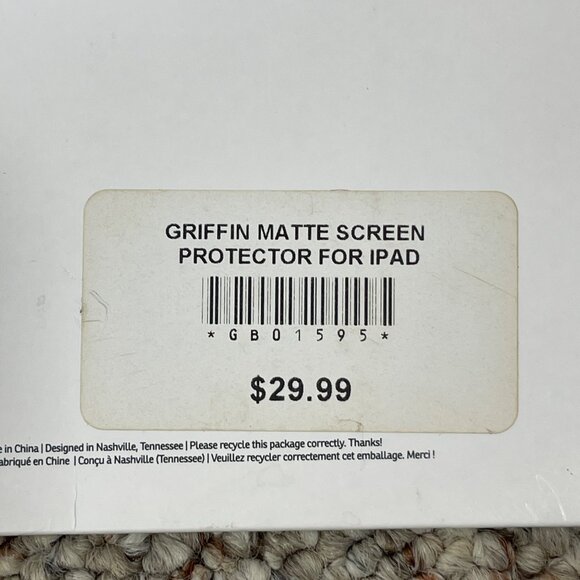 GRIFFIN MATTE SCREEN
PROTECTOR FOR IPAD
*GB01595*
$29.99
in China | Designed in Nashville, Tennessee | Please recycle this package correctly. Thanks!
en Chine | Conçu à Nashville (Tennessee) | Veuillez recycler correctement cet emballage. Merci !